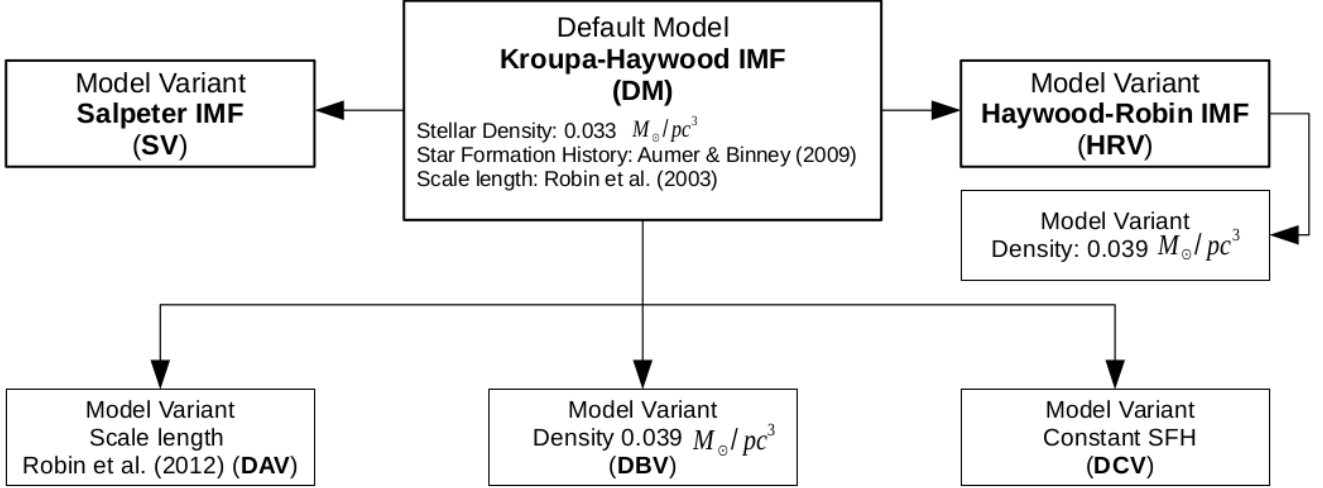 Default Model
Kroupa-Haywood IMF
(DM)
Stellar Density: 0.033 M☉/pc³
Star Formation History: Aumer & Binney (2009)
Scale length: Robin et al. (2003)
Model Variant
Salpeter IMF
(SV)
Model Variant
Haywood-Robin IMF
(HRV)
Model Variant
Density: 0.039 M☉/pc³
Model Variant
Scale length
Robin et al. (2012) (DAV)
Model Variant
Density 0.039 M☉/pc³
(DBV)
Model Variant
Constant SFH
(DCV)